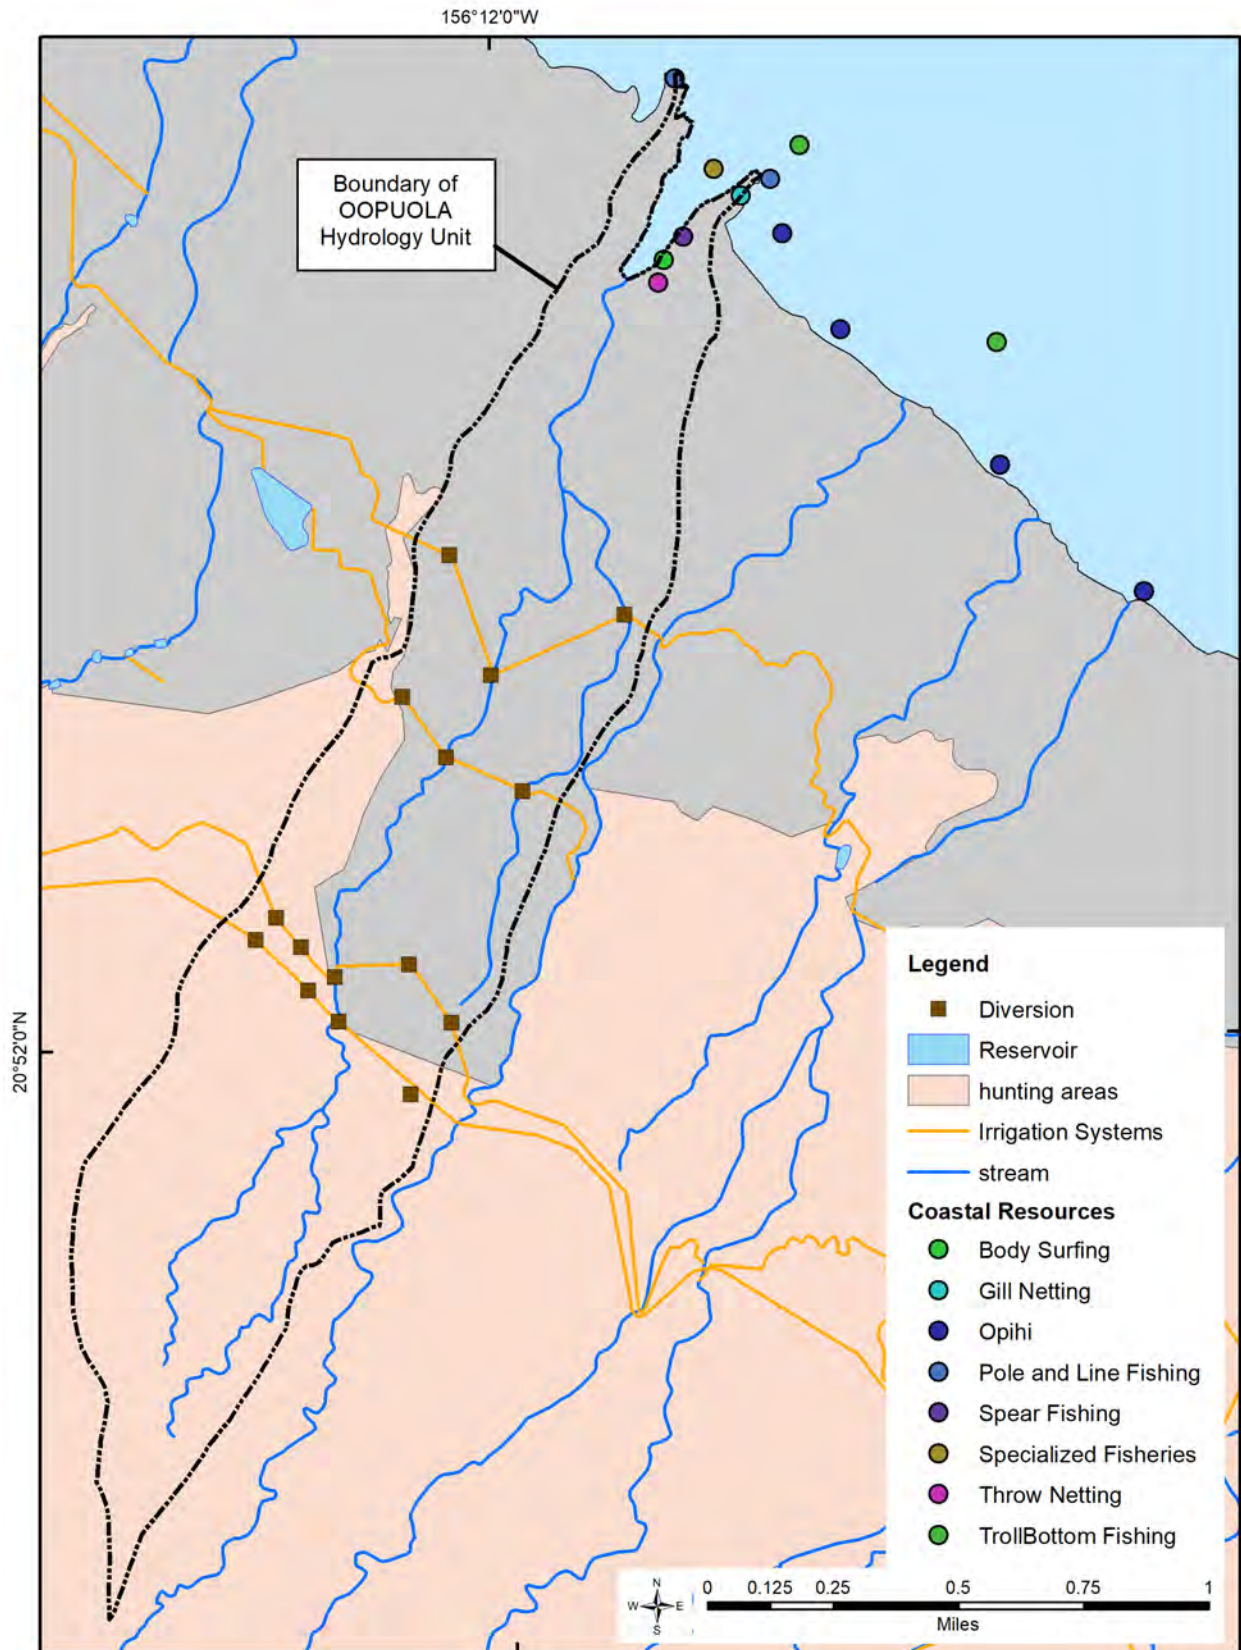 156°12'0"W
Boundary of
OOPUOLA
Hydrology Unit
20°52'0"N
Legend
Diversion
Reservoir
hunting areas
Irrigation Systems
stream
Coastal Resources
Body Surfing
Gill Netting
Opihi
Pole and Line Fishing
Spear Fishing
Specialized Fisheries
Throw Netting
TrollBottom Fishing
N
W E
S
0 0.125 0.25 0.5 0.75 1
Miles